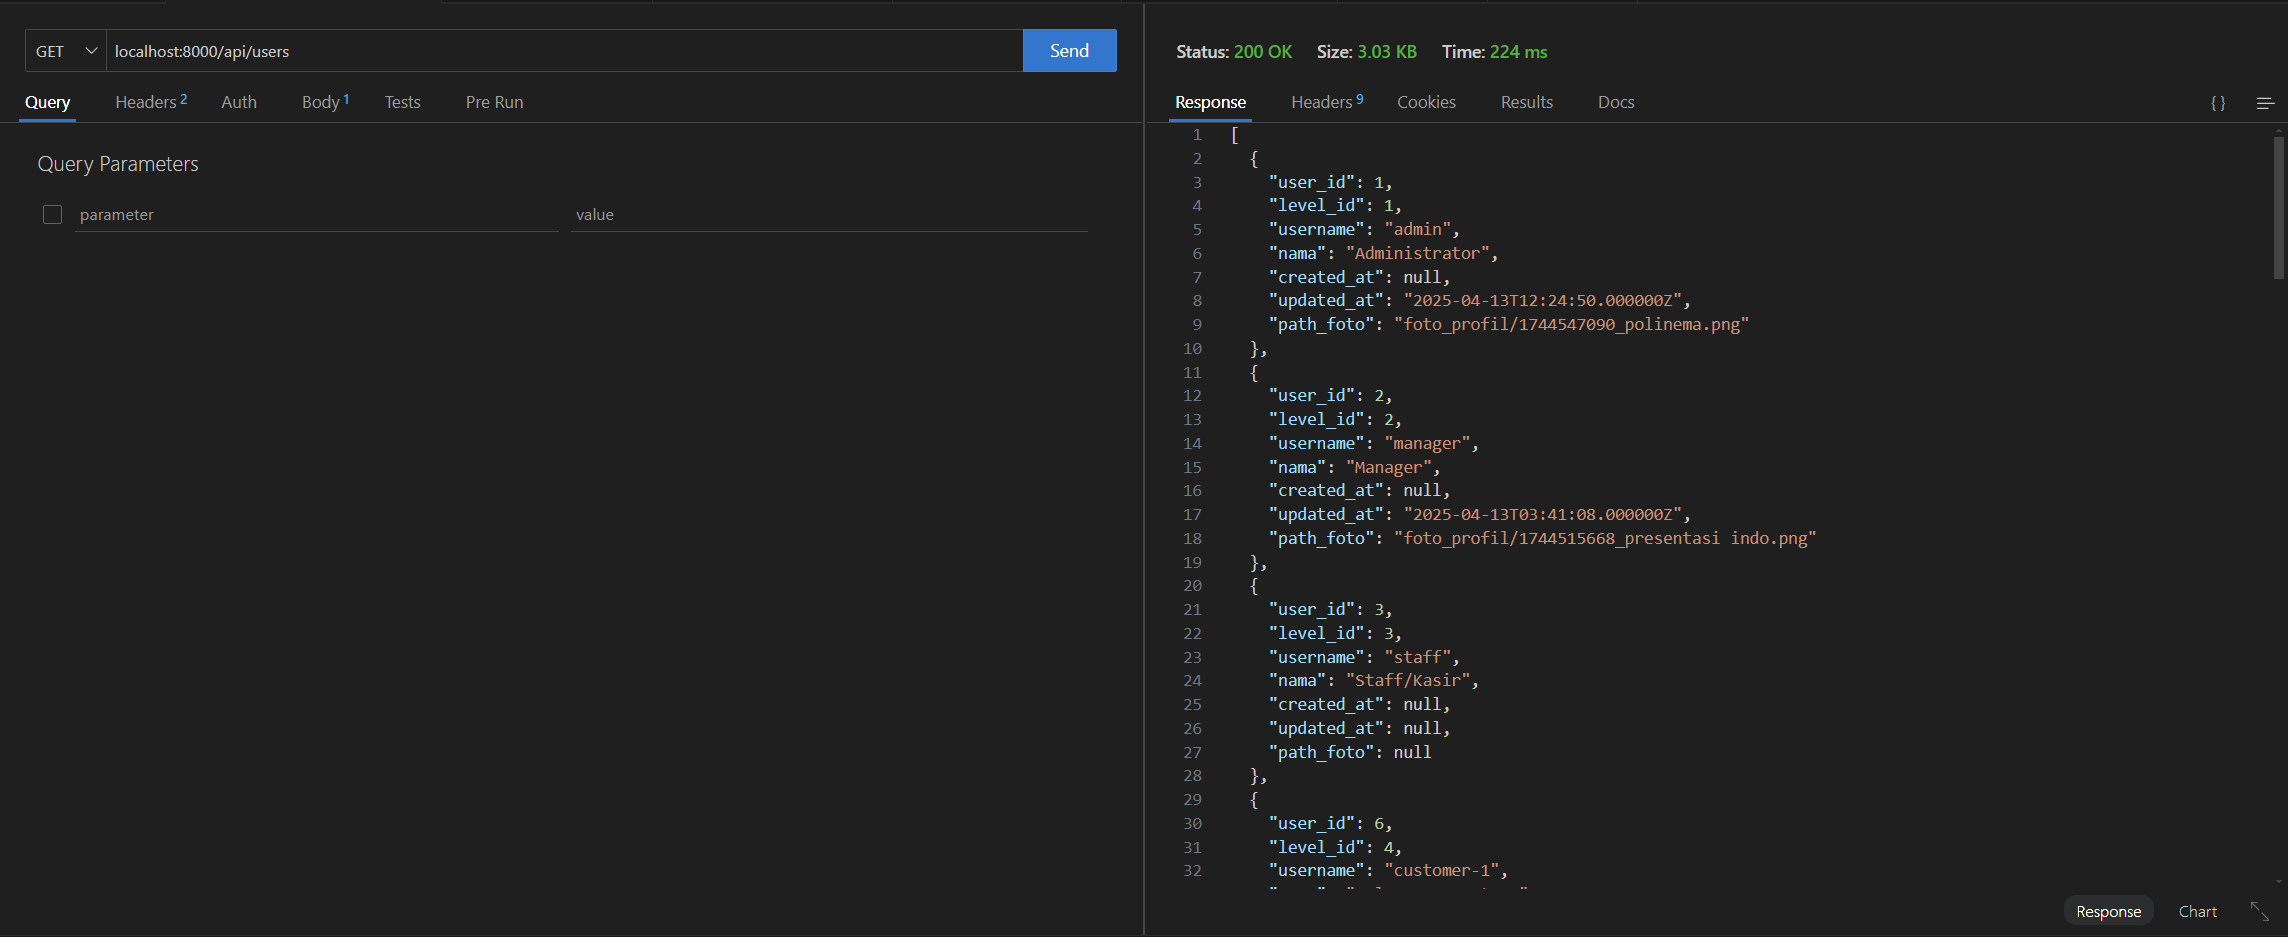 GET localhost:8000/api/users Send
Query Headers 2 Auth Body 1 Tests Pre Run
Query Parameters
parameter value
Status: 200 OK Size: 3.03 KB Time: 224 ms
Response Headers 9 Cookies Results Docs { }
1 [
2 {
3 "user_id": 1,
4 "level_id": 1,
5 "username": "admin",
6 "nama": "Administrator",
7 "created_at": null,
8 "updated_at": "2025-04-13T12:24:50.000000Z",
9 "path_foto": "foto_profil/1744547090_polinema.png"
10 },
11 {
12 "user_id": 2,
13 "level_id": 2,
14 "username": "manager",
15 "nama": "Manager",
16 "created_at": null,
17 "updated_at": "2025-04-13T03:41:08.000000Z",
18 "path_foto": "foto_profil/1744515668_presentasi indo.png"
19 },
20 {
21 "user_id": 3,
22 "level_id": 3,
23 "username": "staff",
24 "nama": "Staff/Kasir",
25 "created_at": null,
26 "updated_at": null,
27 "path_foto": null
28 },
29 {
30 "user_id": 6,
31 "level_id": 4,
32 "username": "customer-1",
Response Chart